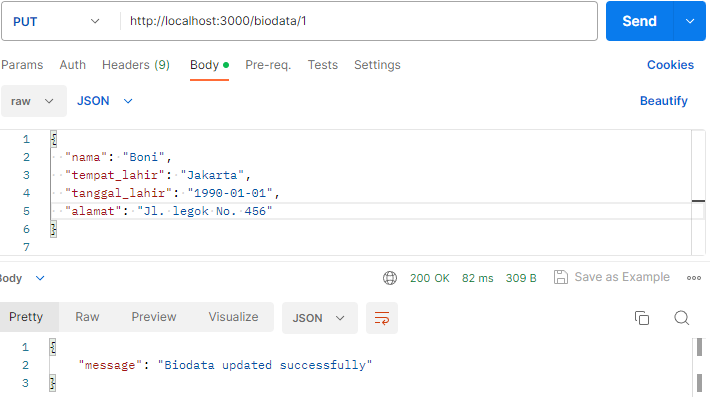 PUT http://localhost:3000/biodata/1 Send
Params Auth Headers (9) Body Pre-req. Tests Settings Cookies
raw JSON Beautify
1 {
2 "nama": "Boni",
3 "tempat_lahir": "Jakarta",
4 "tanggal_lahir": "1990-01-01",
5 "alamat": "Jl. legok No. 456"
6 }
7
Body 200 OK 82 ms 309 B Save as Example
Pretty Raw Preview Visualize JSON
1 {
2 "message": "Biodata updated successfully"
3 }